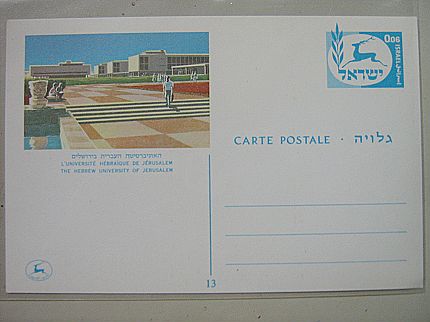 0.06
ISRAEL اسرائيل
ישראל
CARTE POSTALE · גלויה
האוניברסיטה העברית בירושלים
L'UNIVERSITÉ HÉBRAÏQUE DE JÉRUSALEM
THE HEBREW UNIVERSITY OF JERUSALEM
13